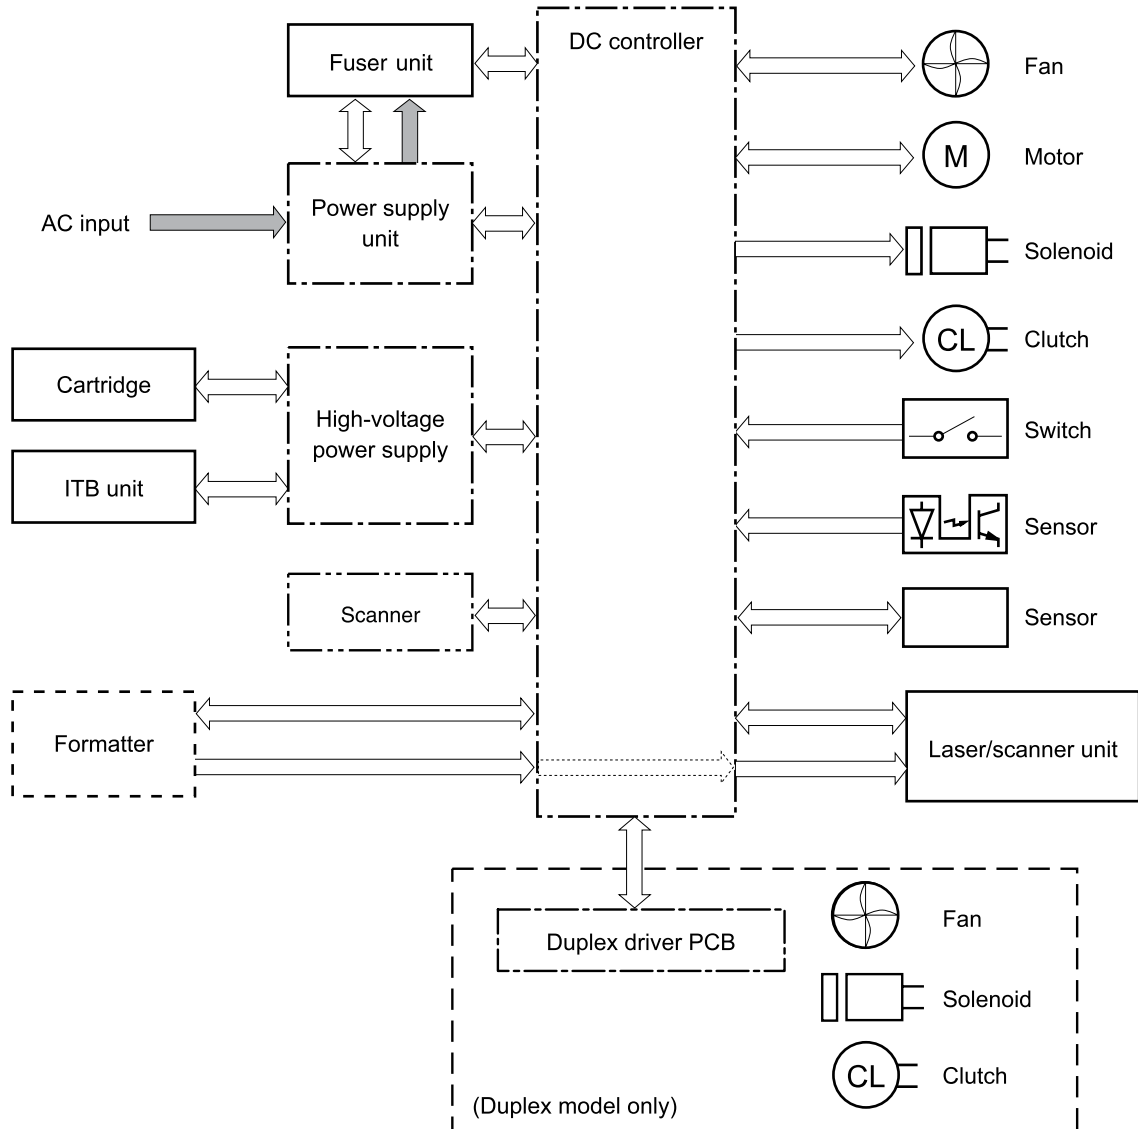 DC controller
Fuser unit
Fan
M
Motor
AC input
Power supply
unit
Solenoid
CL
Clutch
Cartridge
High-voltage
power supply
Switch
ITB unit
Sensor
Scanner
Sensor
Formatter
Laser/scanner unit
Duplex driver PCB
Fan
Solenoid
CL
Clutch
(Duplex model only)